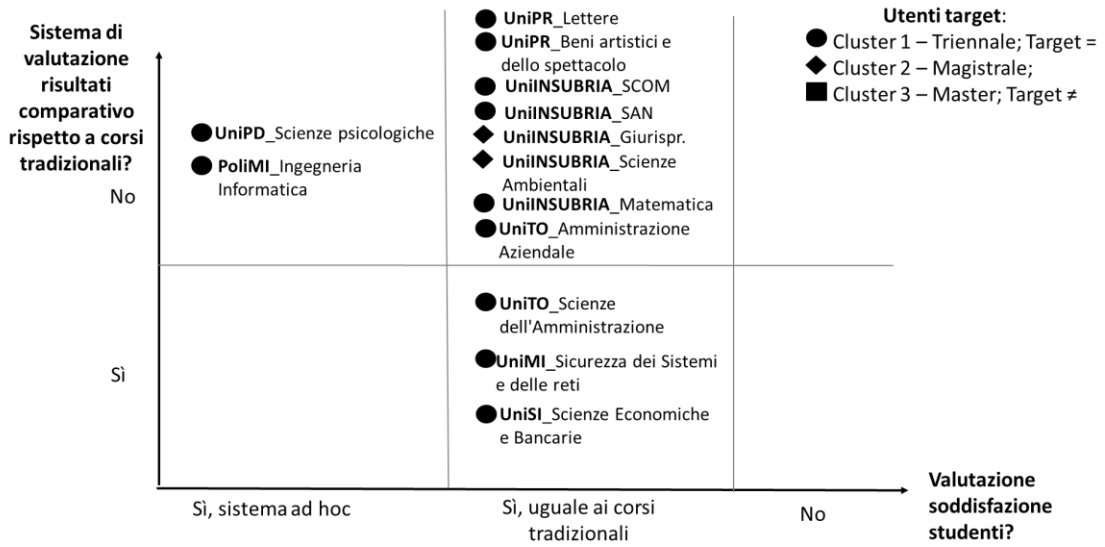 Sistema di
valutazione
risultati
comparativo
rispetto a corsi
tradizionali?
No
Sì
UniPD_Scienze psicologiche
PoliMI_Ingegneria
Informatica
UniPR_Lettere
UniPR_Beni artistici e
dello spettacolo
UniINSUBRIA_SCOM
UniINSUBRIA_SAN
UniINSUBRIA_Giurispr.
UniINSUBRIA_Scienze
Ambientali
UniINSUBRIA_Matematica
UniTO_Amministrazione
Aziendale
UniTO_Scienze
dell'Amministrazione
UniMI_Sicurezza dei Sistemi
e delle reti
UniSI_Scienze Economiche
e Bancarie
Utenti target:
Cluster 1 – Triennale; Target =
Cluster 2 – Magistrale;
Cluster 3 – Master; Target ≠
Sì, sistema ad hoc
Sì, uguale ai corsi
tradizionali
No
Valutazione
soddisfazione
studenti?